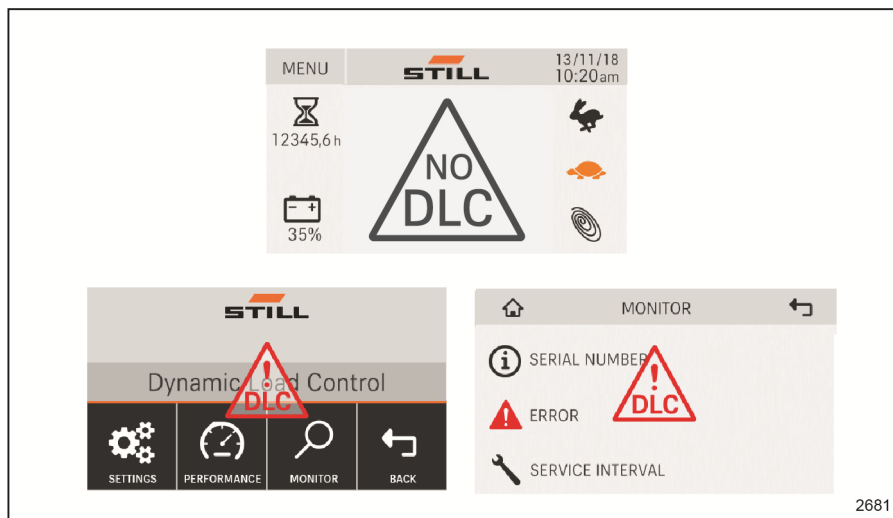 MENU
STILL
13/11/18
10:20am
12345,6 h
NO
DLC
35%
STILL
Dynamic Load Control
DLC
SETTINGS
PERFORMANCE
MONITOR
BACK
MONITOR
SERIAL NUMBER
DLC
ERROR
SERVICE INTERVAL
2681